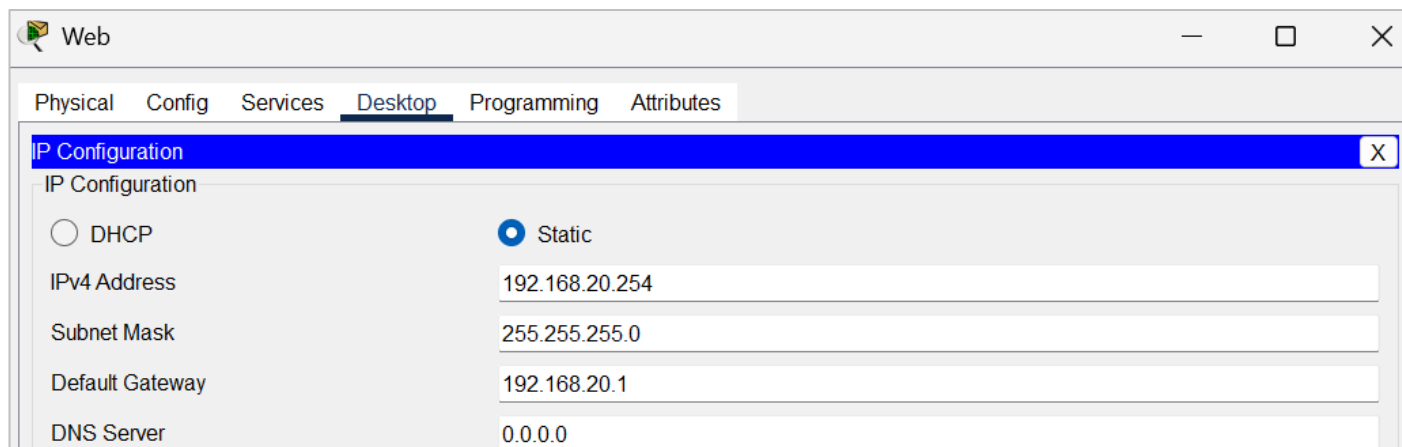 Web
Physical Config Services Desktop Programming Attributes
IP Configuration X
IP Configuration
DHCP Static
IPv4 Address 192.168.20.254
Subnet Mask 255.255.255.0
Default Gateway 192.168.20.1
DNS Server 0.0.0.0